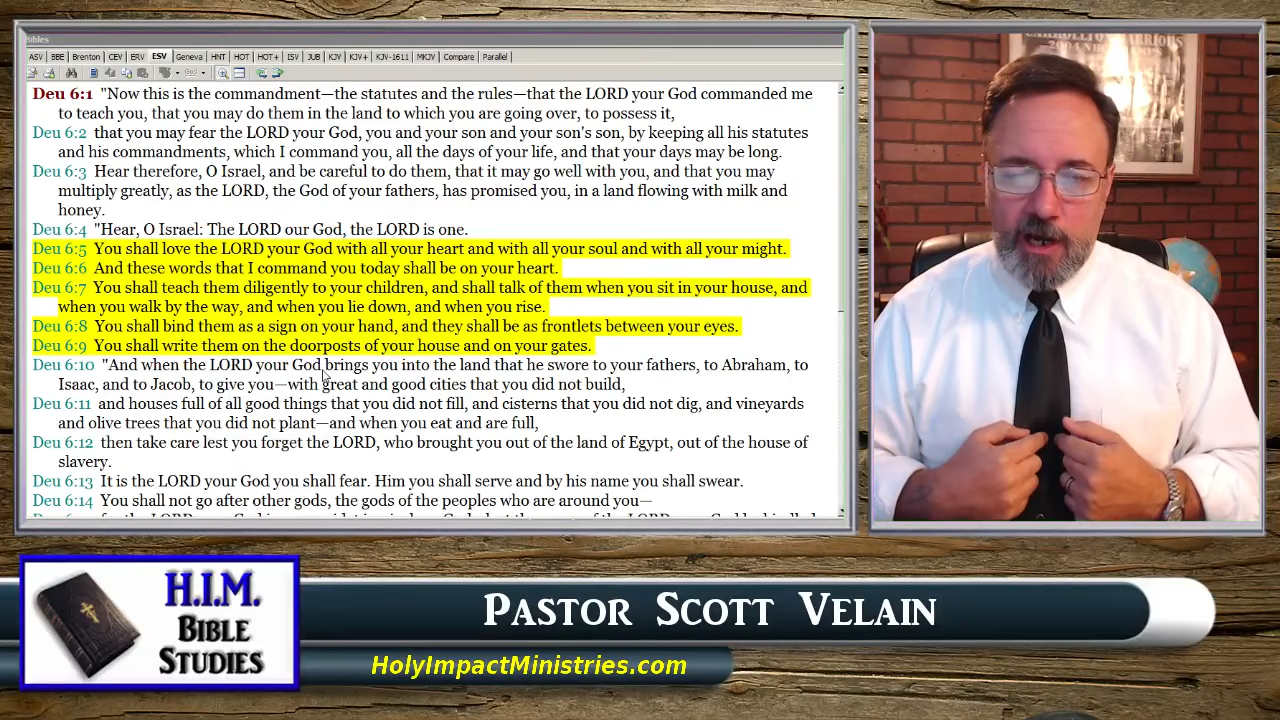 Bibles
ASV BBE Brenton CEV ERV ESV Geneva HNT HOT HOT+ ISV JUB KJV KJV+ KJV-1611 MKJV Compare Parallel
Deu 6:1 "Now this is the commandment—the statutes and the rules—that the LORD your God commanded me
to teach you, that you may do them in the land to which you are going over, to possess it,
Deu 6:2 that you may fear the LORD your God, you and your son and your son's son, by keeping all his statutes
and his commandments, which I command you, all the days of your life, and that your days may be long.
Deu 6:3 Hear therefore, O Israel, and be careful to do them, that it may go well with you, and that you may
multiply greatly, as the LORD, the God of your fathers, has promised you, in a land flowing with milk and
honey.
Deu 6:4 "Hear, O Israel: The LORD our God, the LORD is one.
Deu 6:5 You shall love the LORD your God with all your heart and with all your soul and with all your might.
Deu 6:6 And these words that I command you today shall be on your heart.
Deu 6:7 You shall teach them diligently to your children, and shall talk of them when you sit in your house, and
when you walk by the way, and when you lie down, and when you rise.
Deu 6:8 You shall bind them as a sign on your hand, and they shall be as frontlets between your eyes.
Deu 6:9 You shall write them on the doorposts of your house and on your gates.
Deu 6:10 "And when the LORD your God brings you into the land that he swore to your fathers, to Abraham, to
Isaac, and to Jacob, to give you—with great and good cities that you did not build,
Deu 6:11 and houses full of all good things that you did not fill, and cisterns that you did not dig, and vineyards
and olive trees that you did not plant—and when you eat and are full,
Deu 6:12 then take care lest you forget the LORD, who brought you out of the land of Egypt, out of the house of
slavery.
Deu 6:13 It is the LORD your God you shall fear. Him you shall serve and by his name you shall swear.
Deu 6:14 You shall not go after other gods, the gods of the peoples who are around you—
H.I.M.
BIBLE
STUDIES
PASTOR SCOTT VELAIN
HolyImpactMinistries.com